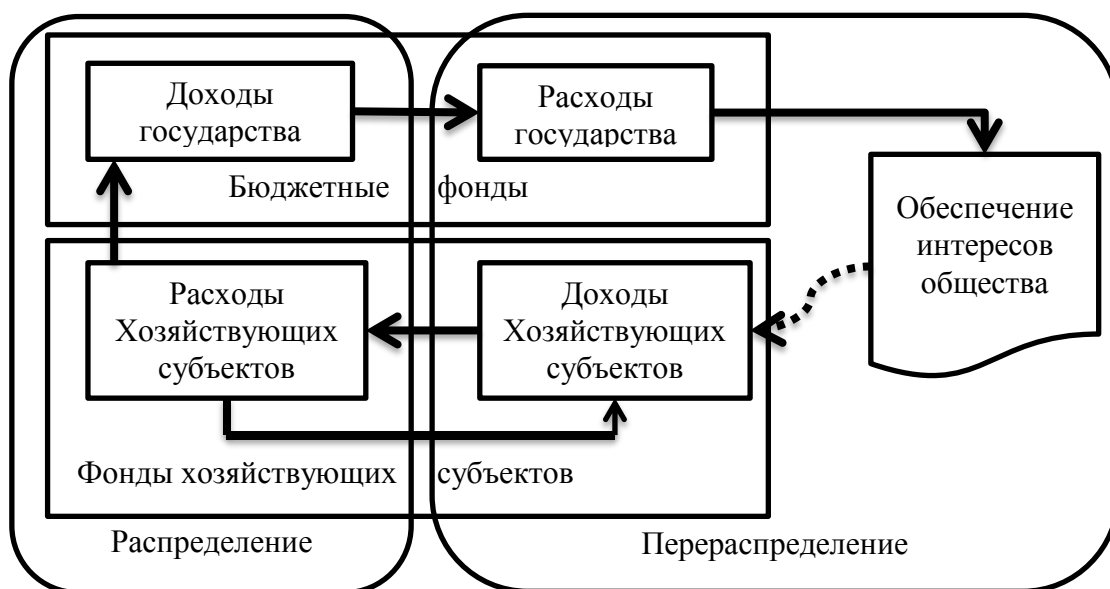 Доходы
государства
Расходы
государства
Бюджетные фонды
Обеспечение
интересов
общества
Расходы
Хозяйствующих
субъектов
Доходы
Хозяйствующих
субъектов
Фонды хозяйствующих субъектов
Распределение
Перераспределение